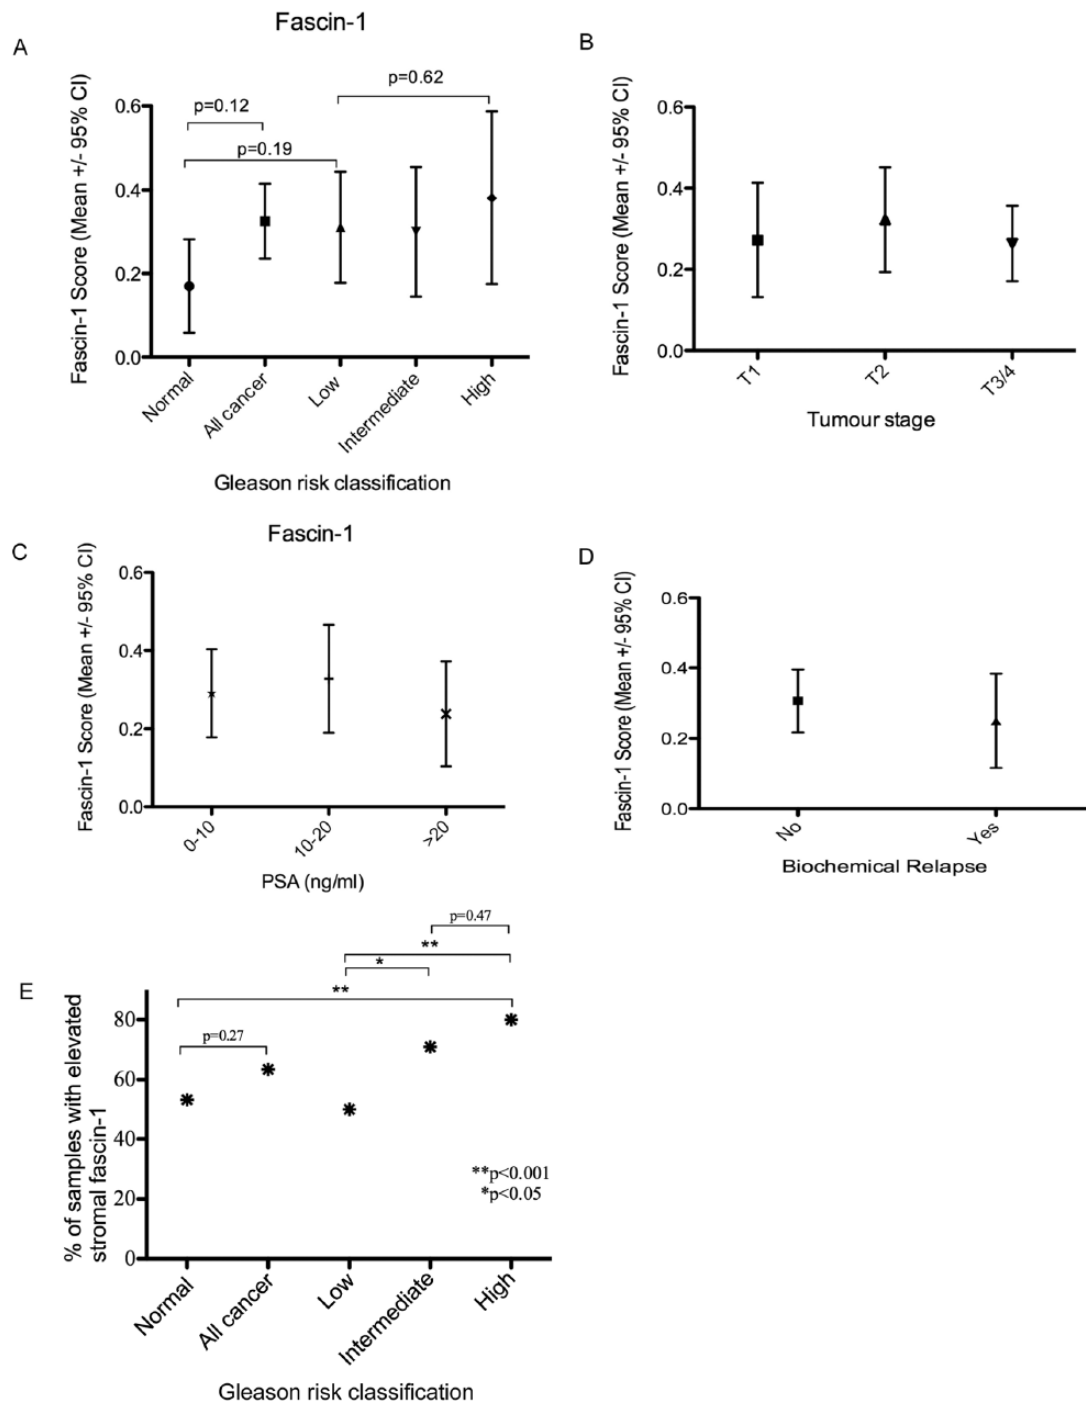 Fascin-1
A
Fascin-1 Score (Mean +/- 95% CI)
p=0.62
p=0.12
p=0.19
0.6
0.4
0.2
0.0
Normal
All cancer
Low
Intermediate
High
Gleason risk classification
B
Fascin-1 Score (Mean +/- 95% CI)
0.6
0.4
0.2
0.0
T1
T2
T3/4
Tumour stage
Fascin-1
C
Fascin-1 Score (Mean +/- 95% CI)
0.6
0.4
0.2
0.0
0-10
10-20
>20
PSA (ng/ml)
D
Fascin-1 Score (Mean +/- 95% CI)
0.6
0.4
0.2
0.0
No
Yes
Biochemical Relapse
E
% of samples with elevated
stromal fascin-1
p=0.47
**
*
**
p=0.27
80
60
40
20
0
**p<0.001
*p<0.05
Normal
All cancer
Low
Intermediate
High
Gleason risk classification